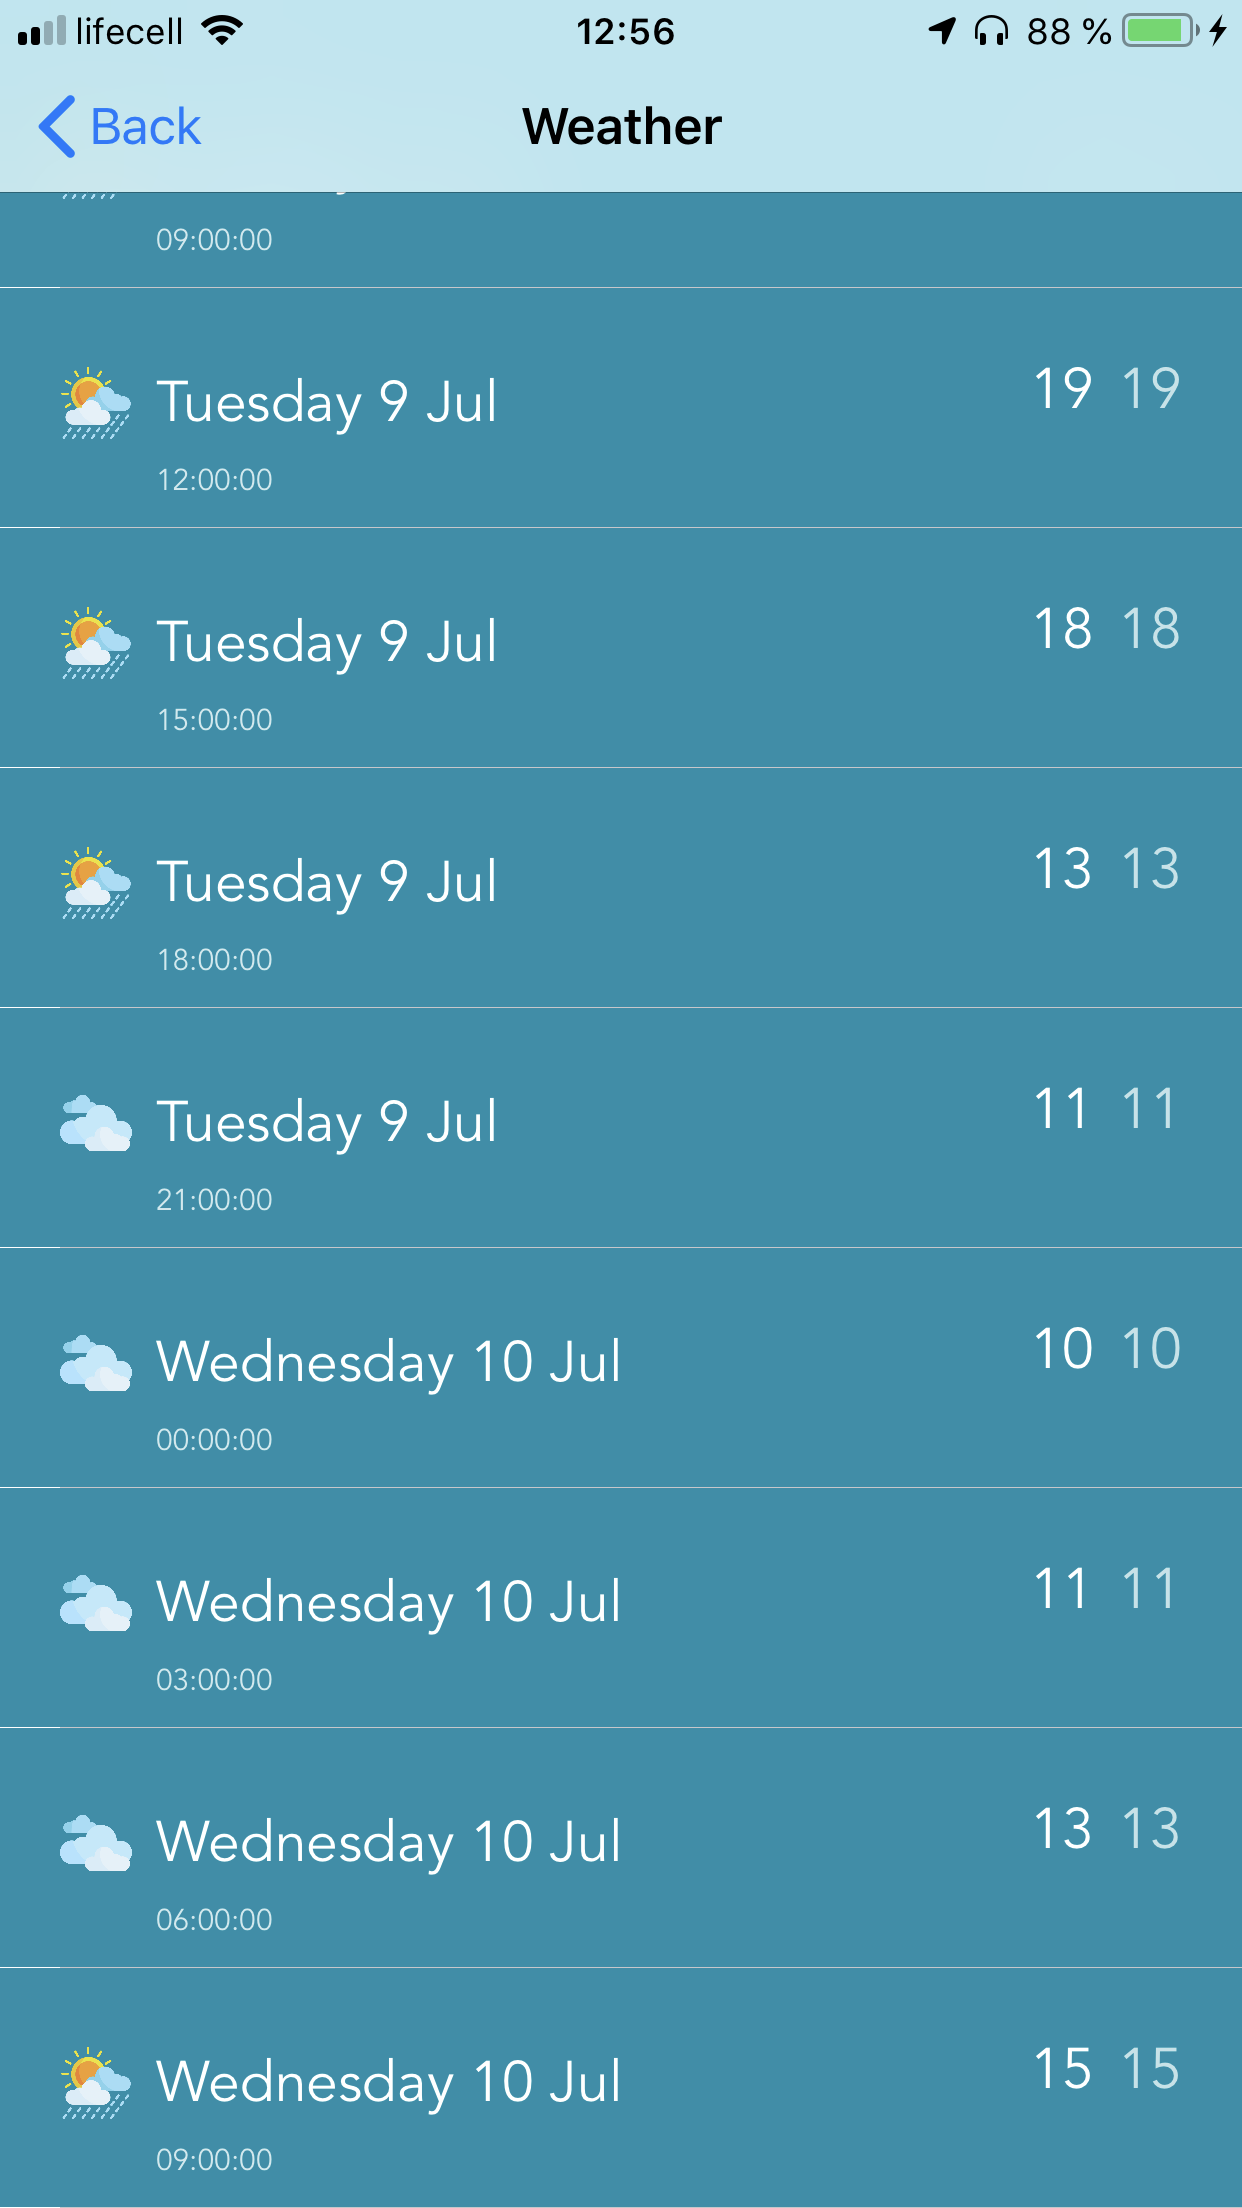 lifecell 12:56 88 %
Back Weather
09:00:00
Tuesday 9 Jul 19 19
12:00:00
Tuesday 9 Jul 18 18
15:00:00
Tuesday 9 Jul 13 13
18:00:00
Tuesday 9 Jul 11 11
21:00:00
Wednesday 10 Jul 10 10
00:00:00
Wednesday 10 Jul 11 11
03:00:00
Wednesday 10 Jul 13 13
06:00:00
Wednesday 10 Jul 15 15
09:00:00